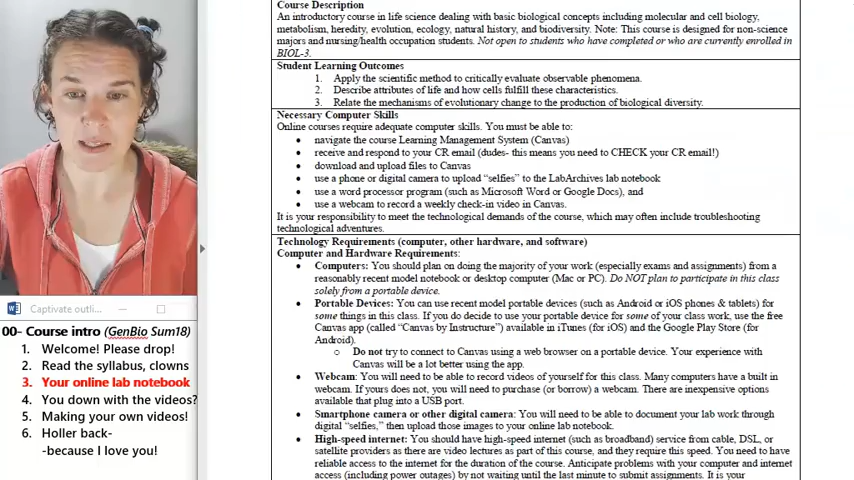 Course Description
An introductory course in life science dealing with basic biological concepts including molecular and cell biology,
metabolism, heredity, evolution, ecology, natural history, and biodiversity. Note: This course is designed for non-science
majors and nursing/health occupation students. Not open to students who have completed or who are currently enrolled in
BIOL-3.
Student Learning Outcomes
1. Apply the scientific method to critically evaluate observable phenomena.
2. Describe attributes of life and how cells fulfill these characteristics.
3. Relate the mechanisms of evolutionary change to the production of biological diversity.
Necessary Computer Skills
Online courses require adequate computer skills. You must be able to:
• navigate the course Learning Management System (Canvas)
• receive and respond to your CR email (dudes- this means you need to CHECK your CR email!)
• download and upload files to Canvas
• use a phone or digital camera to upload "selfies" to the LabArchives lab notebook
• use a word processor program (such as Microsoft Word or Google Docs), and
• use a webcam to record a weekly check-in video in Canvas.
It is your responsibility to meet the technological demands of the course, which may often include troubleshooting
technological adventures.
Technology Requirements (computer, other hardware, and software)
Computer and Hardware Requirements:
• Computers: You should plan on doing the majority of your work (especially exams and assignments) from a
reasonably recent model notebook or desktop computer (Mac or PC). Do NOT plan to participate in this class
solely from a portable device.
• Portable Devices: You can use recent model portable devices (such as Android or iOS phones & tablets) for
some things in this class. If you do decide to use your portable device for some of your class work, use the free
Canvas app (called "Canvas by Instructure") available in iTunes (for iOS) and the Google Play Store (for
Android).
o Do not try to connect to Canvas using a web browser on a portable device. Your experience with
Canvas will be a lot better using the app.
• Webcam: You will need to be able to record videos of yourself for this class. Many computers have a built in
webcam. If yours does not, you will need to purchase (or borrow) a webcam. There are inexpensive options
available that plug into a USB port.
• Smartphone camera or other digital camera: You will need to be able to document your lab work through
digital "selfies," then upload those images to your online lab notebook.
• High-speed internet: You should have high-speed internet (such as broadband) service from cable, DSL, or
satellite providers as there are video lectures as part of this course, and they require this speed. You need to have
reliable access to the internet for the duration of the course. Anticipate problems with your computer and internet
access (including power outages) by not waiting until the last minute to submit assignments. It is your
Captivate outli...
00- Course intro (GenBio Sum18)
1. Welcome! Please drop!
2. Read the syllabus, clowns
3. Your online lab notebook
4. You down with the videos?
5. Making your own videos!
6. Holler back-
-because I love you!